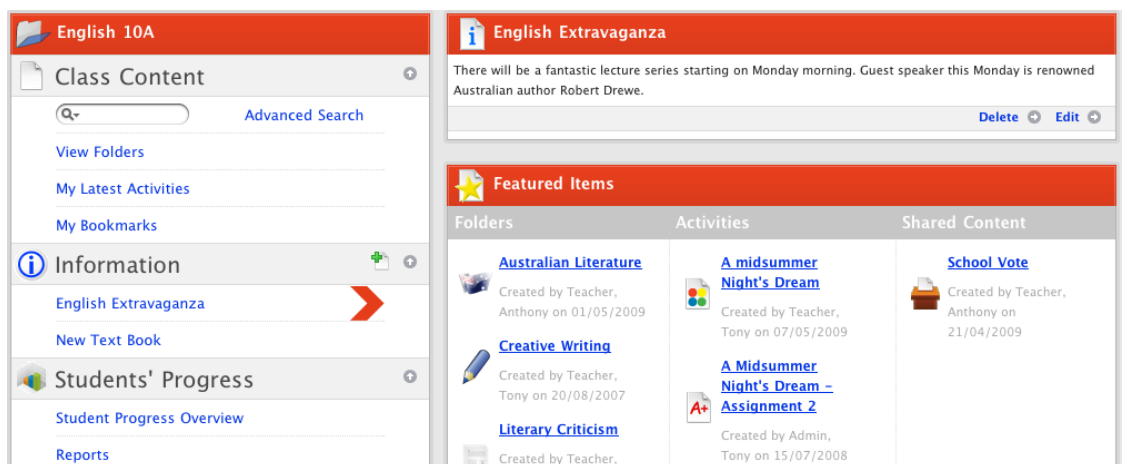 English 10A
Class Content
Advanced Search
View Folders
My Latest Activities
My Bookmarks
Information
English Extravaganza
New Text Book
Students' Progress
Student Progress Overview
Reports
English Extravaganza
There will be a fantastic lecture series starting on Monday morning. Guest speaker this Monday is renowned
Australian author Robert Drewe.
Delete Edit
Featured Items
Folders
Australian Literature
Created by Teacher,
Anthony on 01/05/2009
Creative Writing
Created by Teacher,
Tony on 20/08/2007
Literary Criticism
Created by Teacher,
Activities
A midsummer
Night's Dream
Created by Teacher,
Tony on 07/05/2009
A+
A Midsummer
Night's Dream –
Assignment 2
Created by Admin,
Tony on 15/07/2008
Shared Content
School Vote
Created by Teacher,
Anthony on
21/04/2009